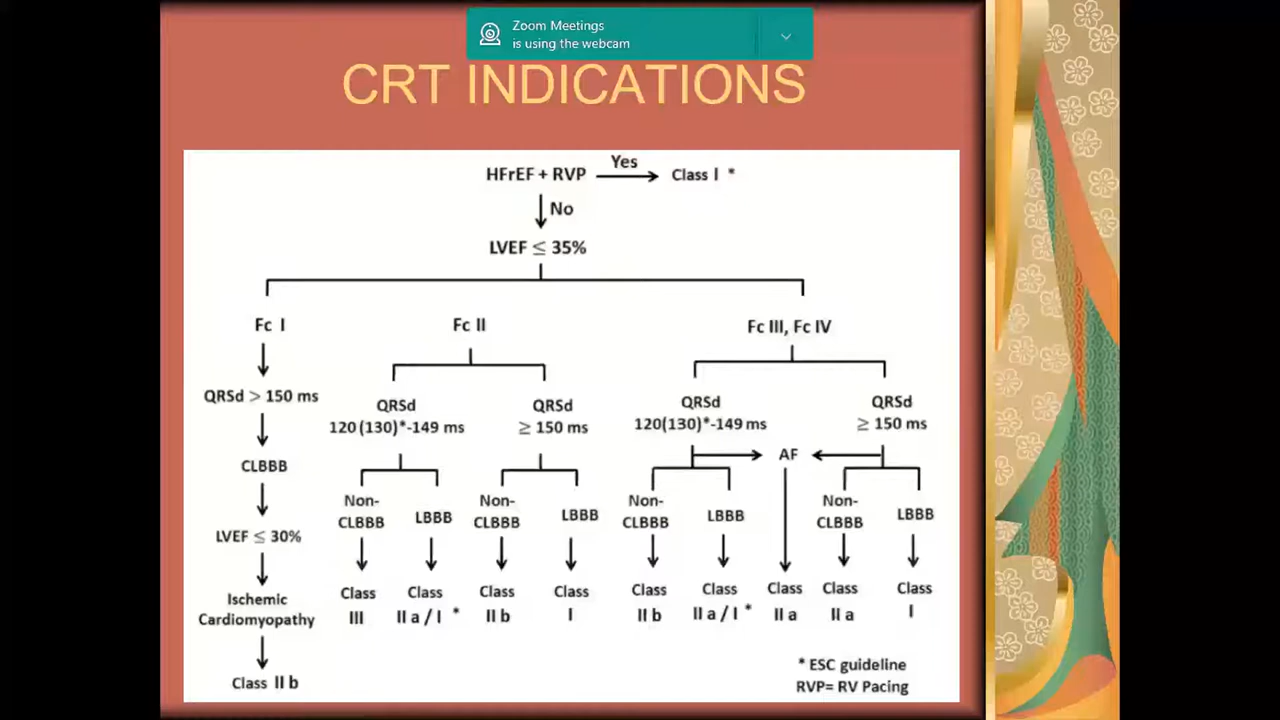 Zoom Meetings
is using the webcam
CRT INDICATIONS
HFrEF + RVP Yes Class I *
No
LVEF ≤ 35%
Fc I
QRSd > 150 ms
CLBBB
LVEF ≤ 30%
Ischemic
Cardiomyopathy
Class II b
Fc II
QRSd
120 (130)*-149 ms
Non-
CLBBB
Class
III
LBBB
Class
II a / I *
QRSd
≥ 150 ms
Non-
CLBBB
Class
II b
LBBB
Class
I
Fc III, Fc IV
QRSd
120(130)*-149 ms
Non-
CLBBB
Class
II b
LBBB
Class
II a / I *
AF
Class
II a
QRSd
≥ 150 ms
Non-
CLBBB
Class
II a
LBBB
Class
I
* ESC guideline
RVP= RV Pacing